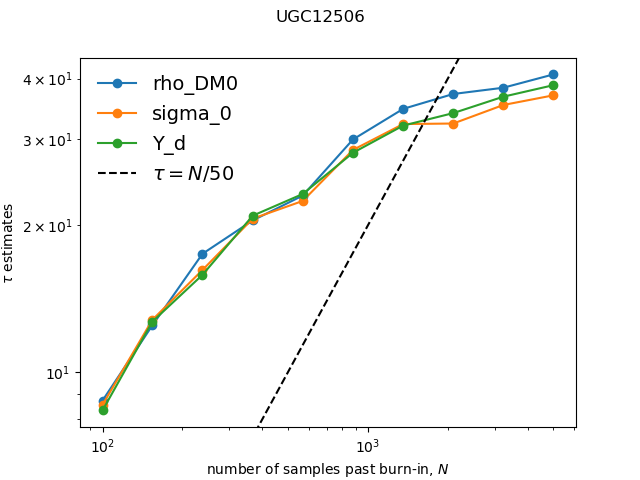 UGC12506
rho_DM0
sigma_0
Y_d
τ = N/50
4 × 10¹
3 × 10¹
2 × 10¹
10¹
τ estimates
10² 10³
number of samples past burn-in, N